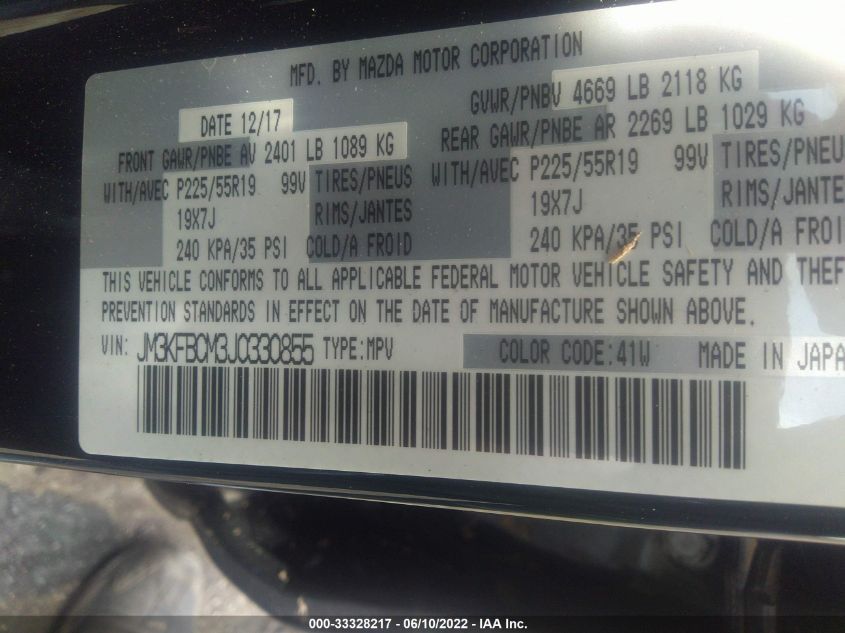 MFD. BY MAZDA MOTOR CORPORATION
DATE 12/17 GVWR/PNBV 4669 LB 2118 KG
FRONT GAWR/PNBE AV 2401 LB 1089 KG REAR GAWR/PNBE AR 2269 LB 1029 KG
WITH/AVEC P225/55R19 99V TIRES/PNEUS WITH/AVEC P225/55R19 99V TIRES/PNEU
19X7J RIMS/JANTES 19X7J RIMS/JANTES
240 KPA/35 PSI COLD/A FROID 240 KPA/35 PSI COLD/A FROI
THIS VEHICLE CONFORMS TO ALL APPLICABLE FEDERAL MOTOR VEHICLE SAFETY AND THEF
PREVENTION STANDARDS IN EFFECT ON THE DATE OF MANUFACTURE SHOWN ABOVE.
VIN: JM3KFBCM3J0330855 TYPE:MPV COLOR CODE:41W MADE IN JAPA
000-33328217 - 06/10/2022 - IAA Inc.